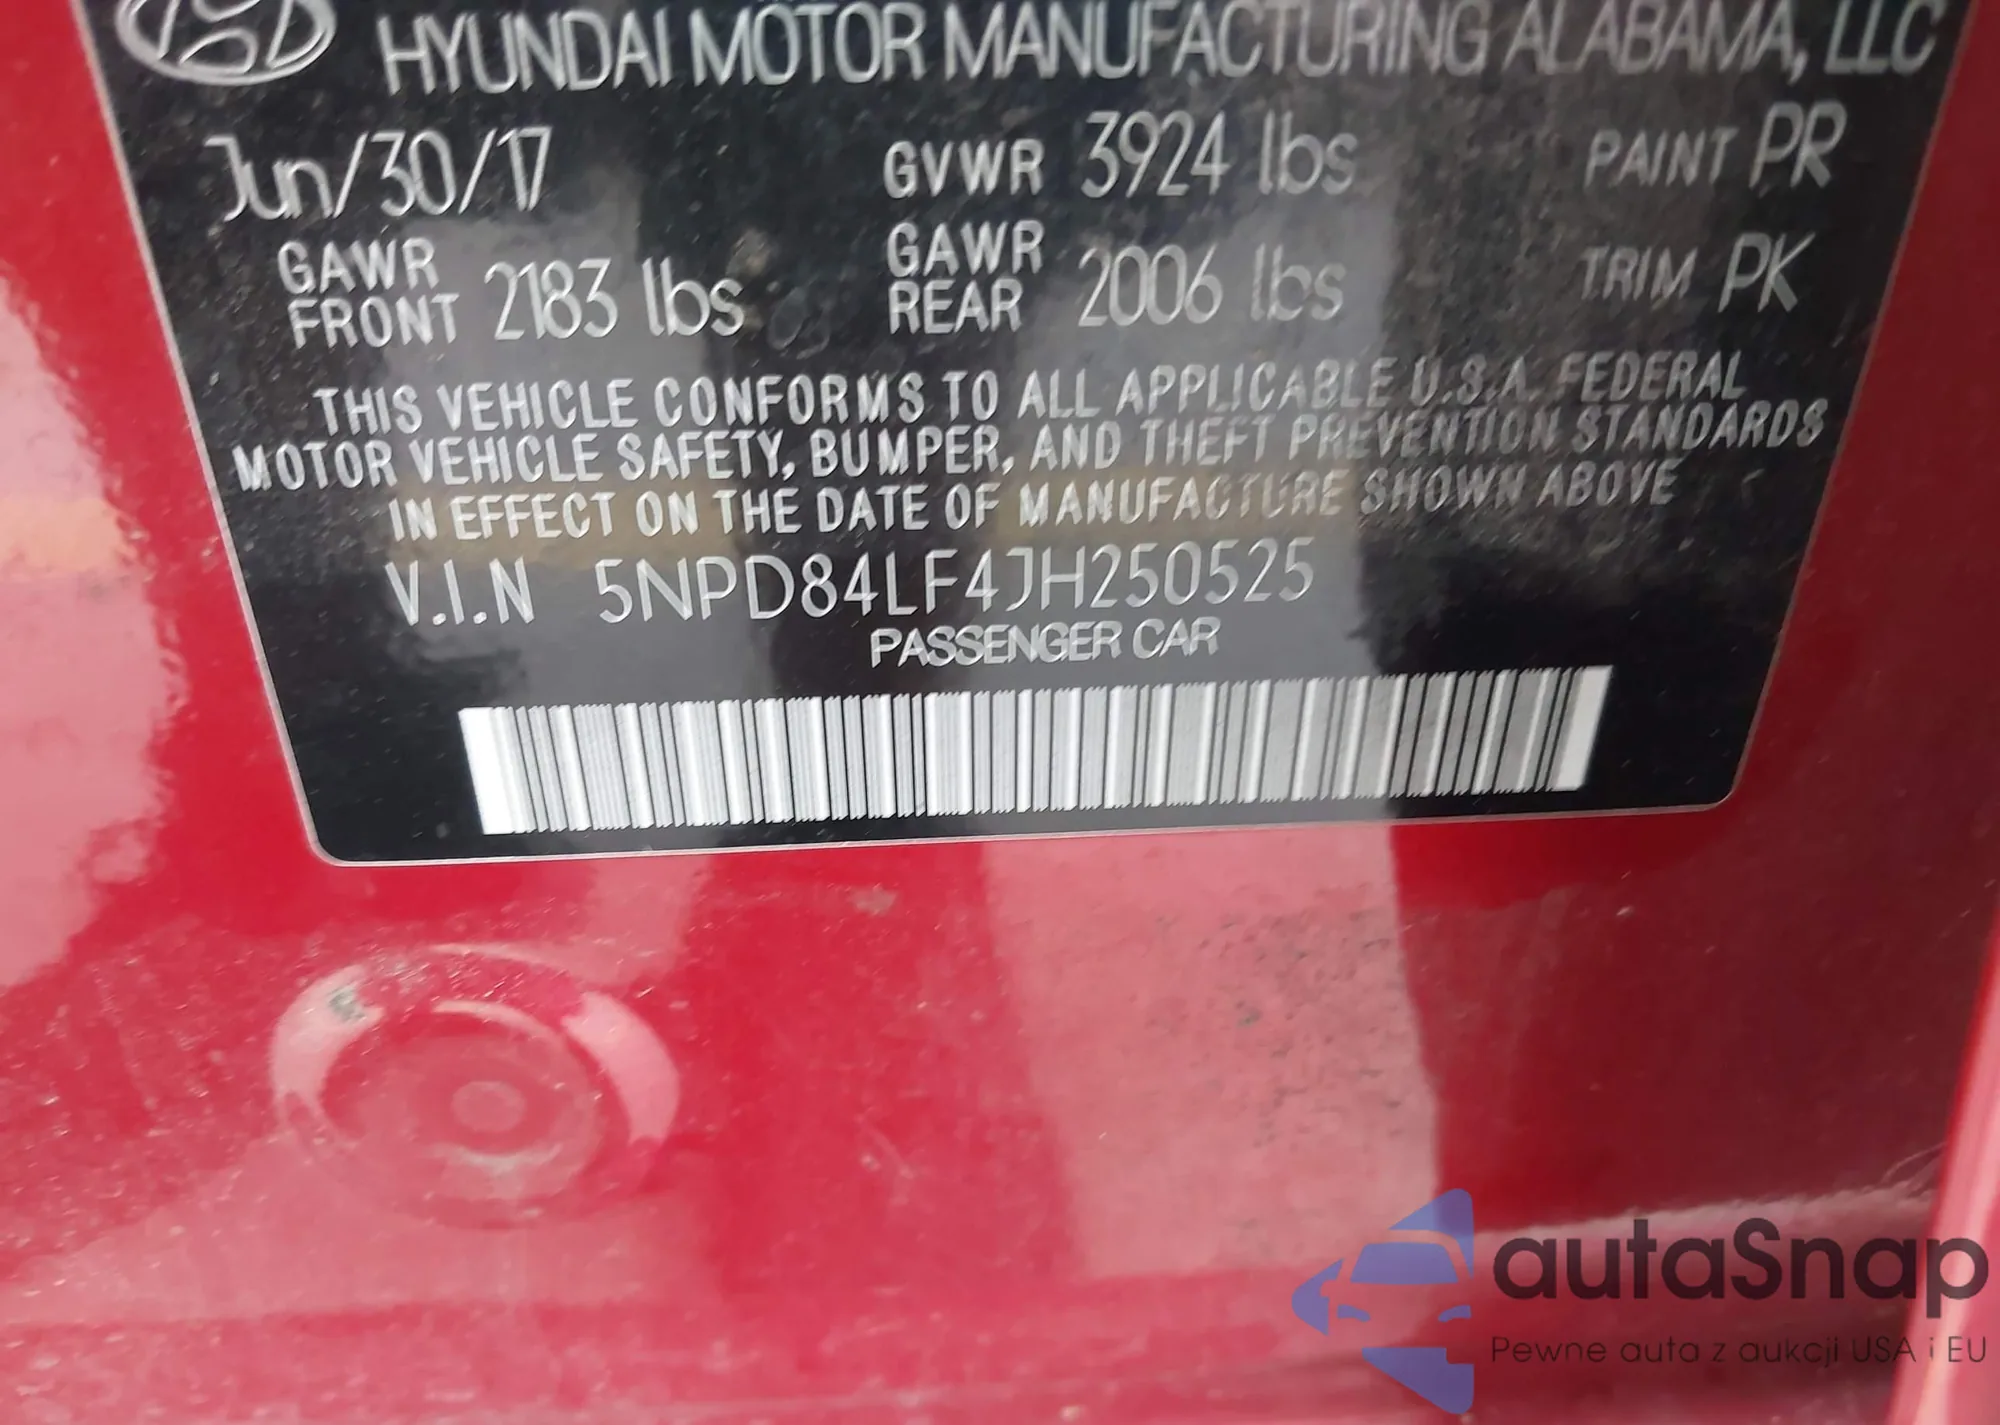 HYUNDAI MOTOR MANUFACTURING ALABAMA, LLC
Jun/30/17 GVWR 3924 lbs PAINT PR
GAWR FRONT 2183 lbs GAWR REAR 2006 lbs TRIM PK
THIS VEHICLE CONFORMS TO ALL APPLICABLE U.S.A. FEDERAL
MOTOR VEHICLE SAFETY, BUMPER, AND THEFT PREVENTION STANDARDS
IN EFFECT ON THE DATE OF MANUFACTURE SHOWN ABOVE
V.I.N 5NPD84LF4JH250525
PASSENGER CAR
autaSnap
Pewne auta z aukcji USA i EU